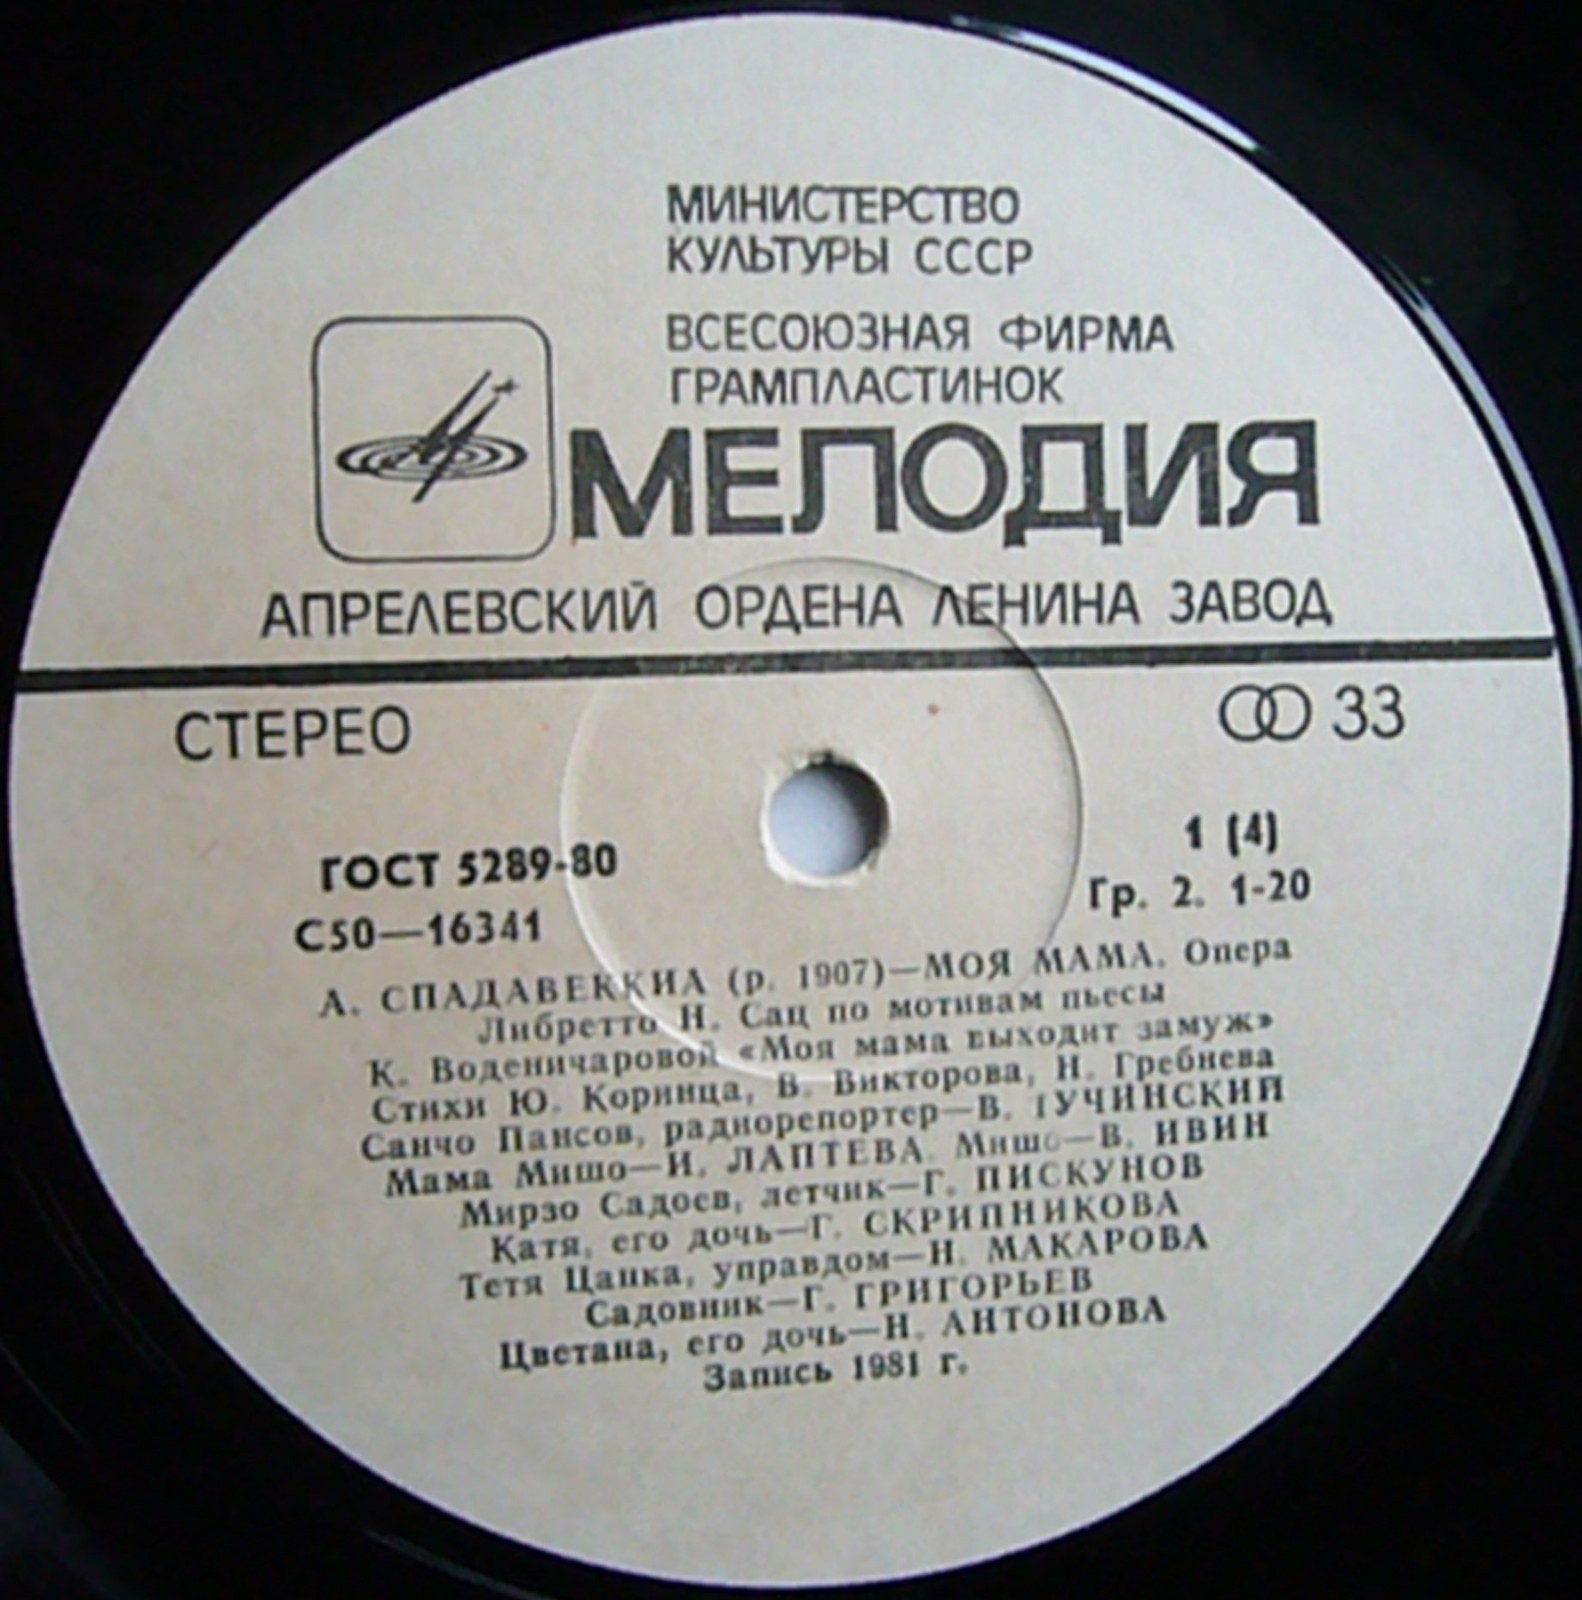 МИНИСТЕРСТВО
КУЛЬТУРЫ СССР
ВСЕСОЮЗНАЯ ФИРМА
ГРАМПЛАСТИНОК
МЕЛОДИЯ
АПРЕЛЕВСКИЙ ОРДЕНА ЛЕНИНА ЗАВОД
СТЕРЕО
33
ГОСТ 5289-80
1 (4)
С50—16341
Гр. 2. 1-20
А. СПАДАВЕККИА (р. 1907)—МОЯ МАМА. Опера
Либретто Н. Сац по мотивам пьесы
К. Воденичаровой «Моя мама выходит замуж»
Стихи Ю. Коринца, В. Викторова, Н. Гребнева
Санчо Пансов, радиорепортер—В. ТУЧИНСКИЙ
Мама Мишо—И. ЛАПТЕВА. Мишо—В. ИВИН
Мирзо Садоев, летчик—Г. ПИСКУНОВ
Катя, его дочь—Г. СКРИПНИКОВА
Тетя Цанка, управдом—Н. МАКАРОВА
Садовник—Г. ГРИГОРЬЕВ
Цветана, его дочь—Н. АНТОНОВА
Запись 1981 г.